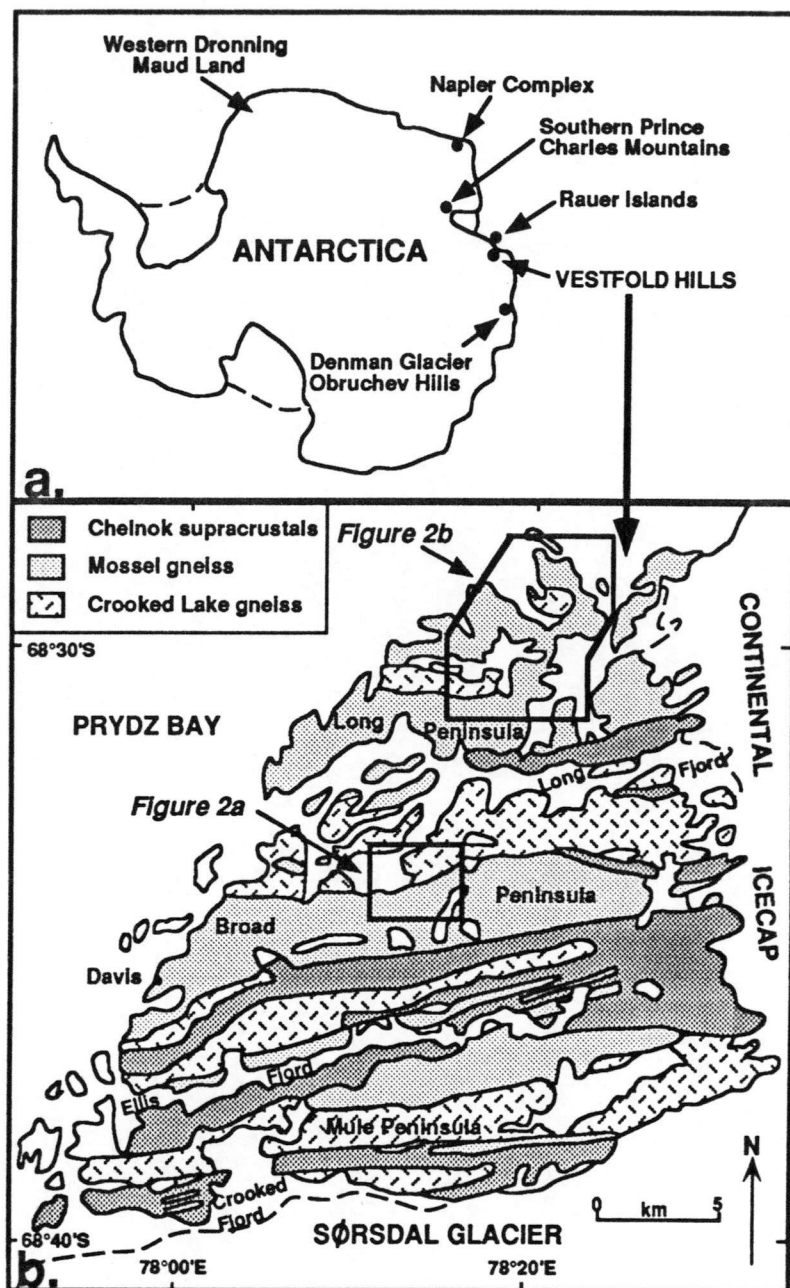 Western Dronning
Maud Land
Napier Complex
Southern Prince
Charles Mountains
Rauer Islands
ANTARCTICA
VESTFOLD HILLS
Denman Glacier
Obruchev Hills
a.
Chelnok supracrustals
Mossel gneiss
Crooked Lake gneiss
Figure 2b
68°30'S
CONTINENTAL
ICECAP
PRYDZ BAY
Long
Peninsula
Long
Fjord
Figure 2a
Peninsula
Broad
Davis
Fjord
Ellis
Mule Peninsula
N
0 km 5
Crooked
Fjord
SØRSDAL GLACIER
68°40'S
b.
78°00'E
78°20'E